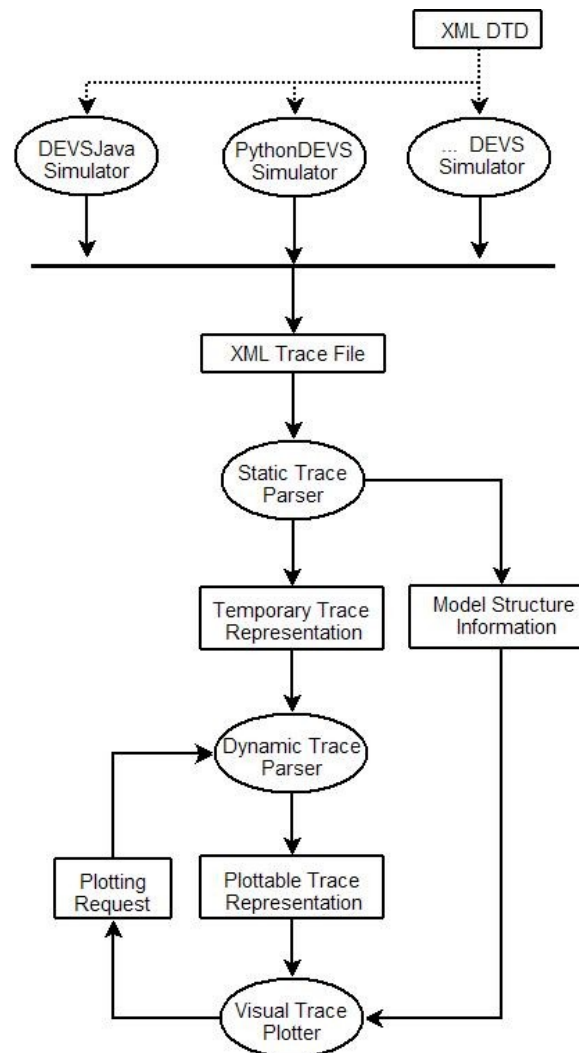 XML DTD
DEVSJava
Simulator
PythonDEVS
Simulator
... DEVS
Simulator
XML Trace File
Static Trace
Parser
Temporary Trace
Representation
Model Structure
Information
Dynamic Trace
Parser
Plotting
Request
Plottable Trace
Representation
Visual Trace
Plotter